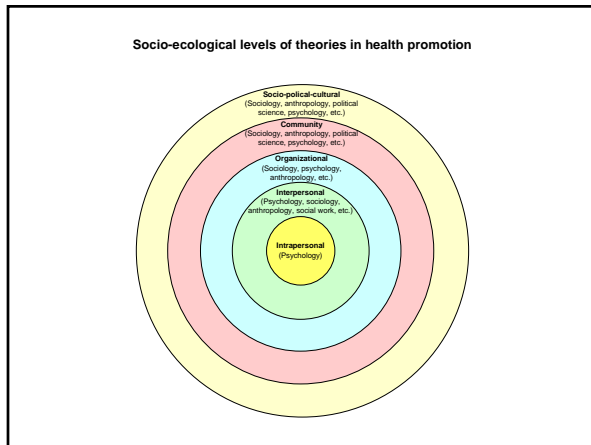 Socio-ecological levels of theories in health promotion
Socio-polical-cultural
(Sociology, anthropology, political
science, psychology, etc.)
Community
(Sociology, anthropology, political
science, psychology, etc.)
Organizational
(Sociology, psychology,
anthropology, etc.)
Interpersonal
(Psychology, sociology,
anthropology, social work, etc.)
Intrapersonal
(Psychology)